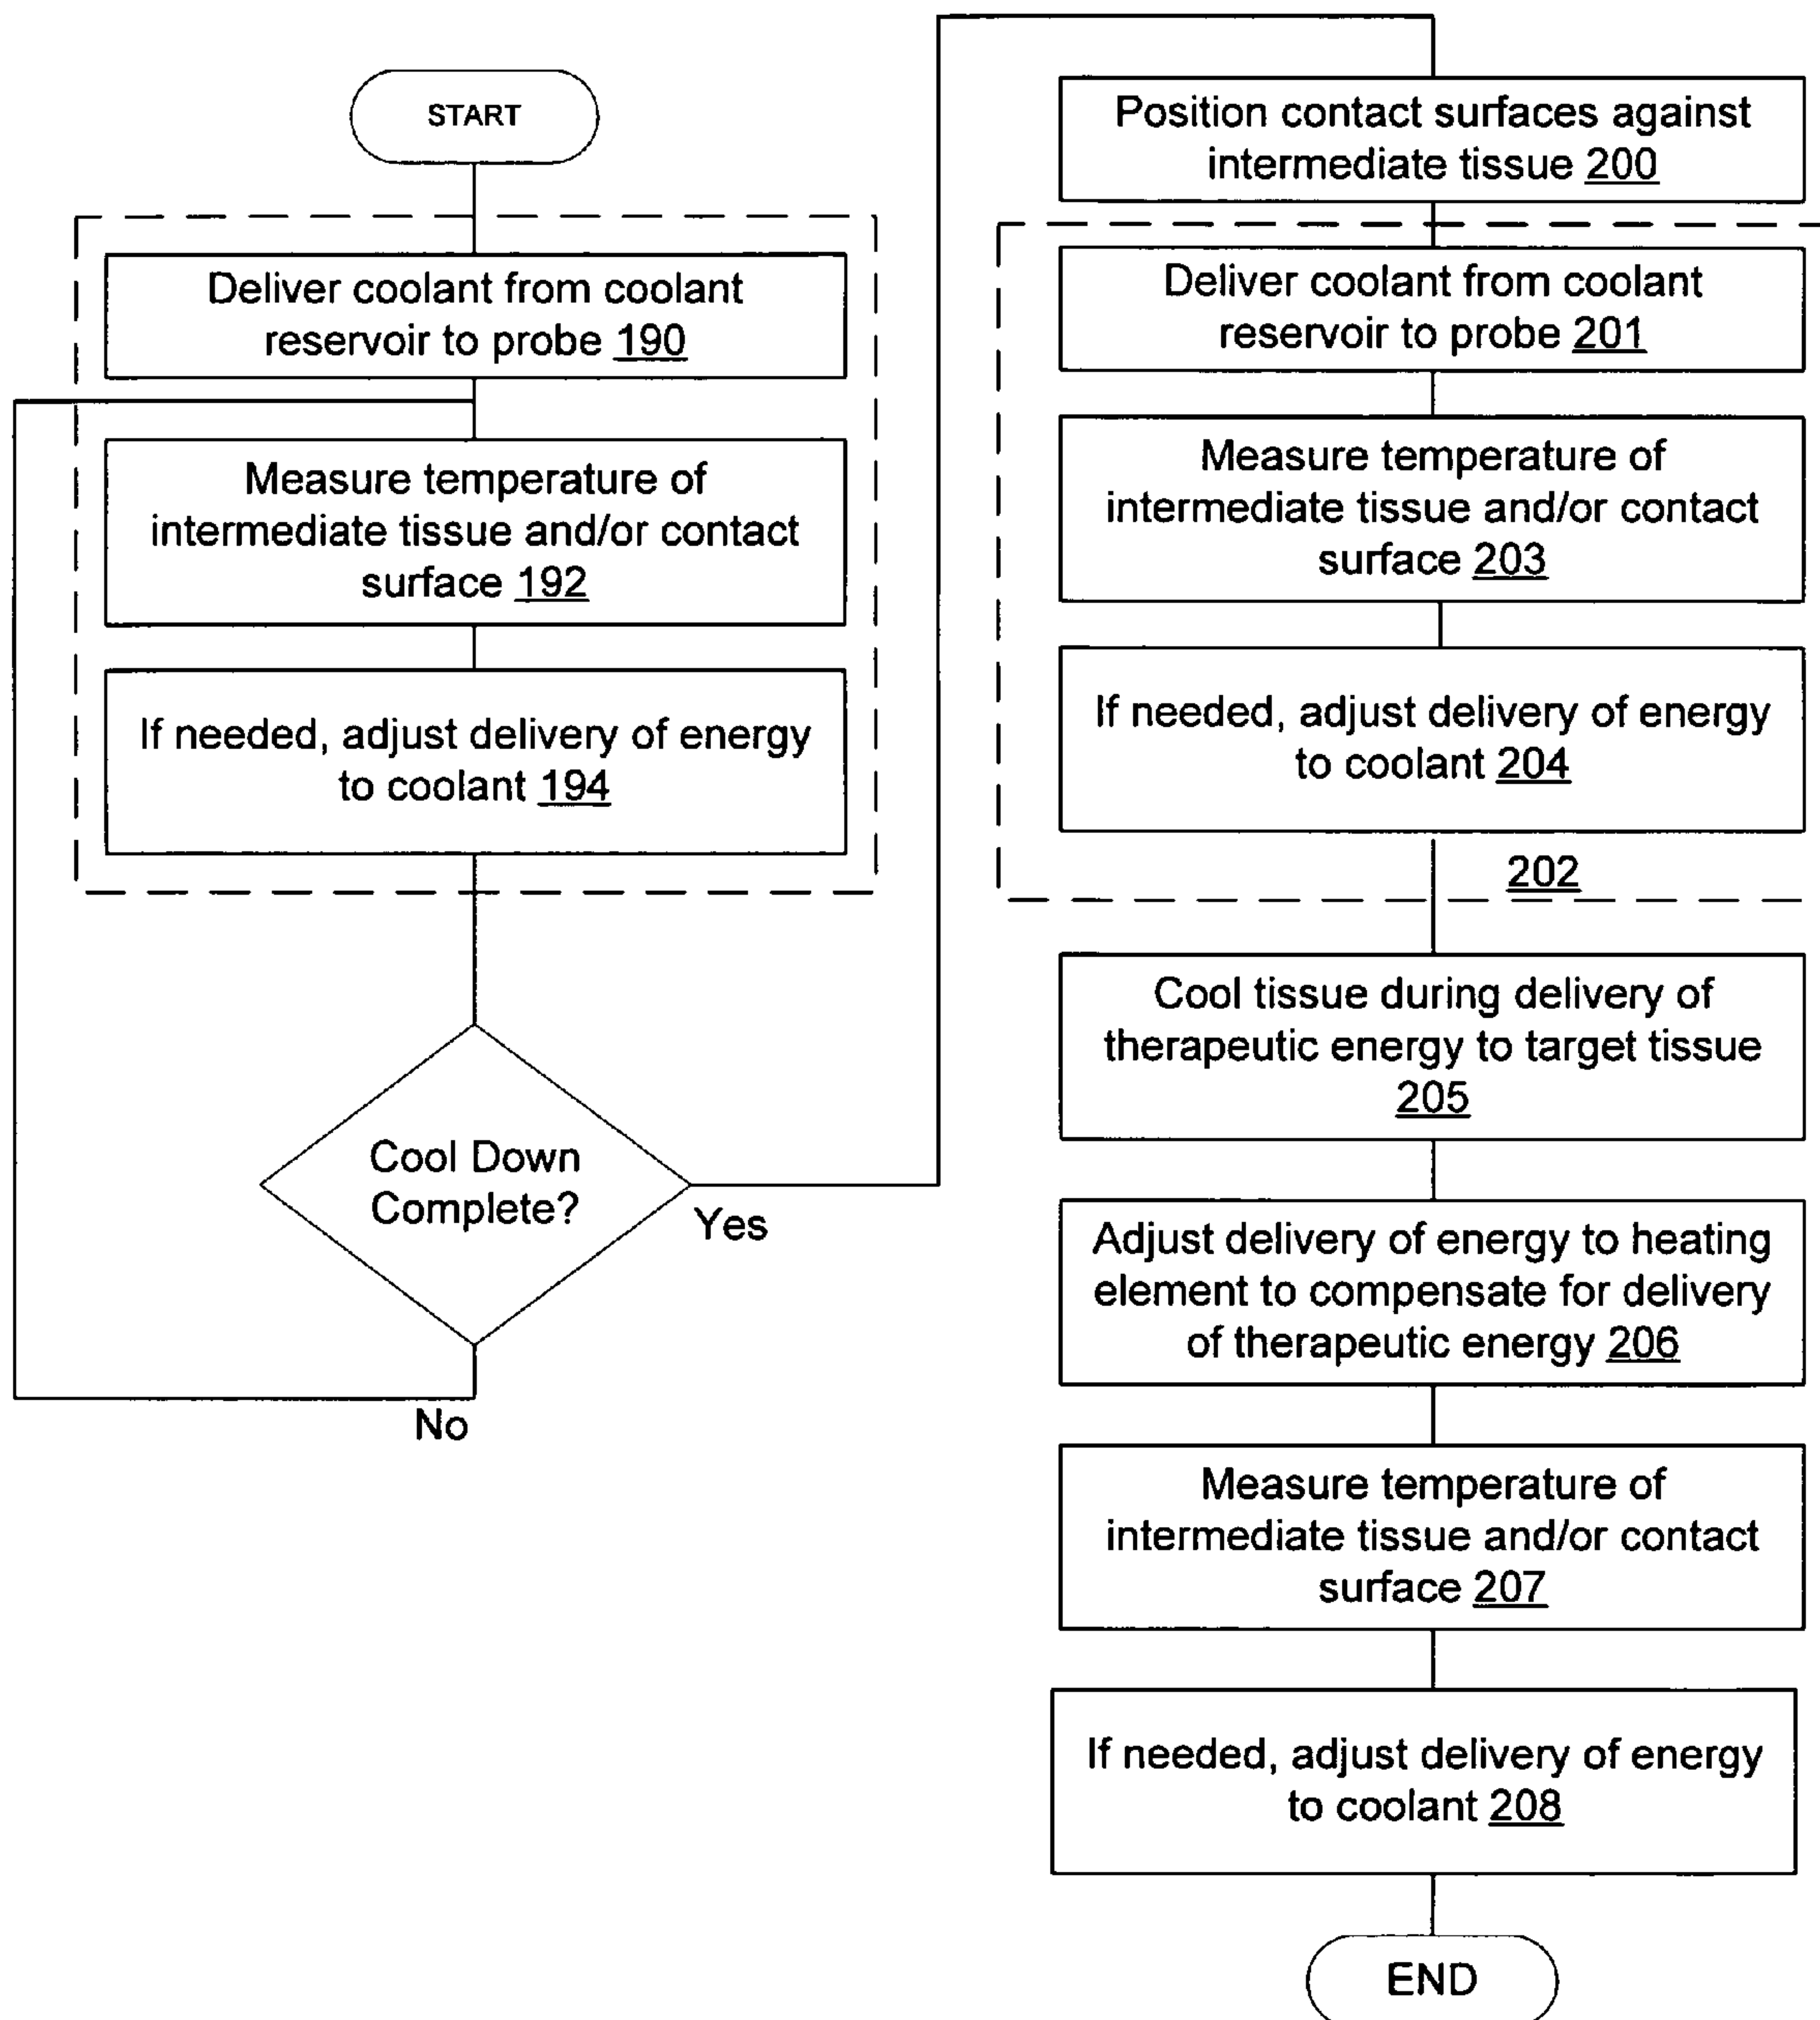 START
Deliver coolant from coolant
reservoir to probe 190
Measure temperature of
intermediate tissue and/or contact
surface 192
If needed, adjust delivery of energy
to coolant 194
Cool Down
Complete?
Yes
No
Position contact surfaces against
intermediate tissue 200
Deliver coolant from coolant
reservoir to probe 201
Measure temperature of
intermediate tissue and/or contact
surface 203
If needed, adjust delivery of energy
to coolant 204
202
Cool tissue during delivery of
therapeutic energy to target tissue
205
Adjust delivery of energy to heating
element to compensate for delivery
of therapeutic energy 206
Measure temperature of
intermediate tissue and/or contact
surface 207
If needed, adjust delivery of energy
to coolant 208
END